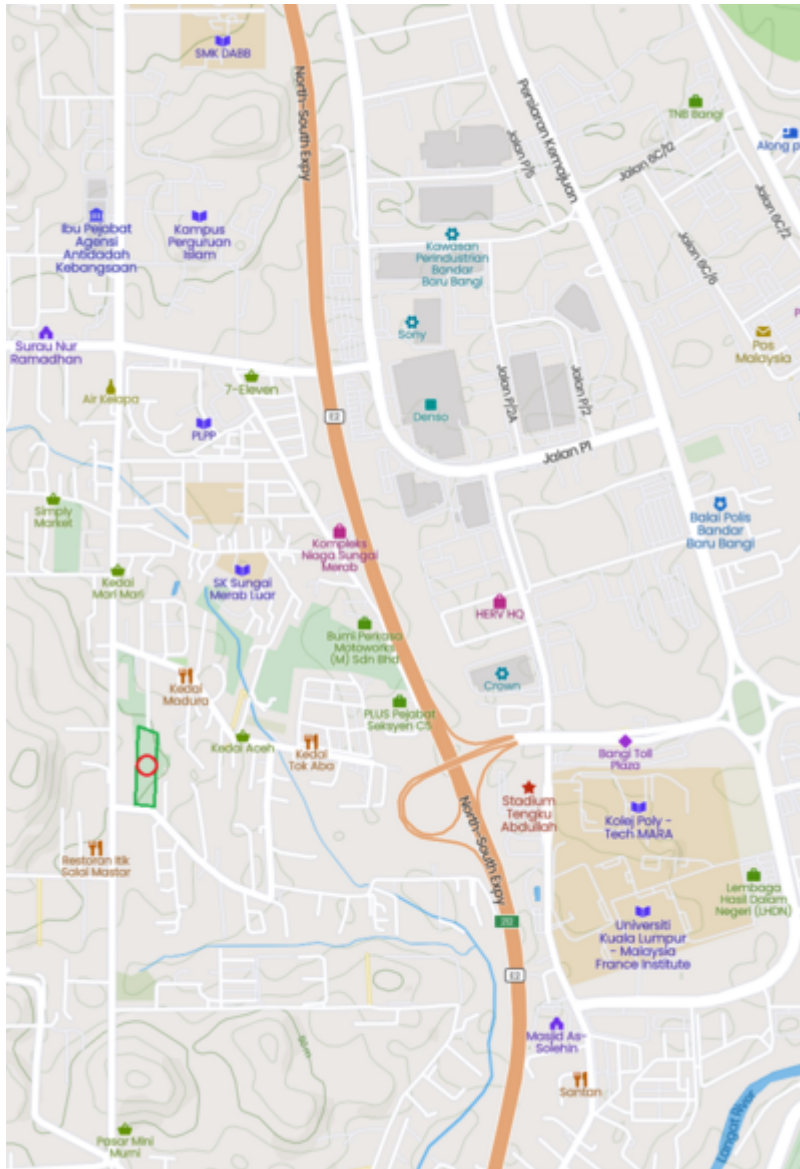 SMK DABB
North-South Expy
Persiaran Kemajuan
TNB Bangi
Jalan P/5
Jalan 6C/12
Along p
Jalan 6C/2
Ibu Pejabat
Agensi
Antidadah
Kebangsaan
Kampus
Perguruan
Islam
Kawasan
Perindustrian
Bandar
Baru Bangi
Jalan 6C/6
Sony
Surau Nur
Ramadhan
Pos
Malaysia
Air Kelapa
7-Eleven
Jalan P/2A
Jalan P/2
E2
Denso
PLPP
Jalan P1
Simply
Market
Balai Polis
Bandar
Baru Bangi
Kompleks
Niaga Sungai
Merab
Kedai
Mari Mari
SK Sungai
Merab Luar
HERV HQ
Bumi Perkasa
Motoworks
(M) Sdn Bhd
Kedai
Madura
Crown
PLUS Pejabat
Seksyen C5
Kedai Aceh
Kedai
Tok Aba
Bangi Toll
Plaza
Stadium
Tengku
Abdullah
Kolej Poly -
Tech MARA
North-South Expy
Restoran Itik
Salai Mastar
Lembaga
Hasil Dalam
Negeri (LHDN)
Universiti
Kuala Lumpur
- Malaysia
France Institute
E2
Masjid As-
Solehin
Santan
Langat River
Pasar Mini
Murni